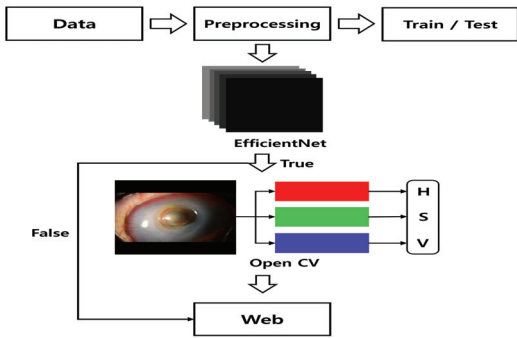 Data
Preprocessing
Train / Test
EfficientNet
True
False
H
S
V
Open CV
Web